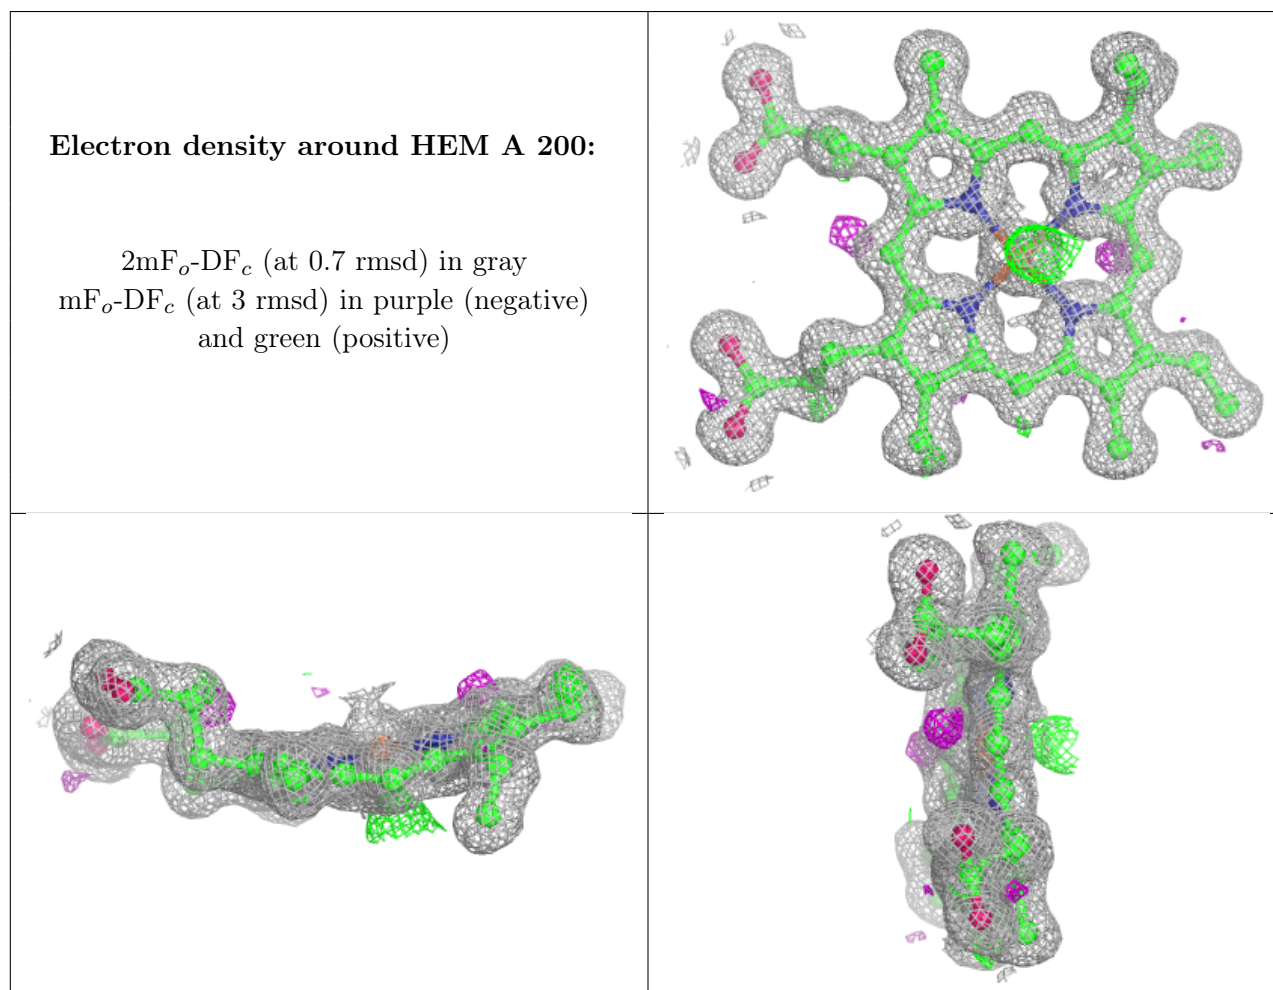 Electron density around HEM A 200:
2mFₒ-DF𝒸 (at 0.7 rmsd) in gray
mFₒ-DF𝒸 (at 3 rmsd) in purple (negative)
and green (positive)